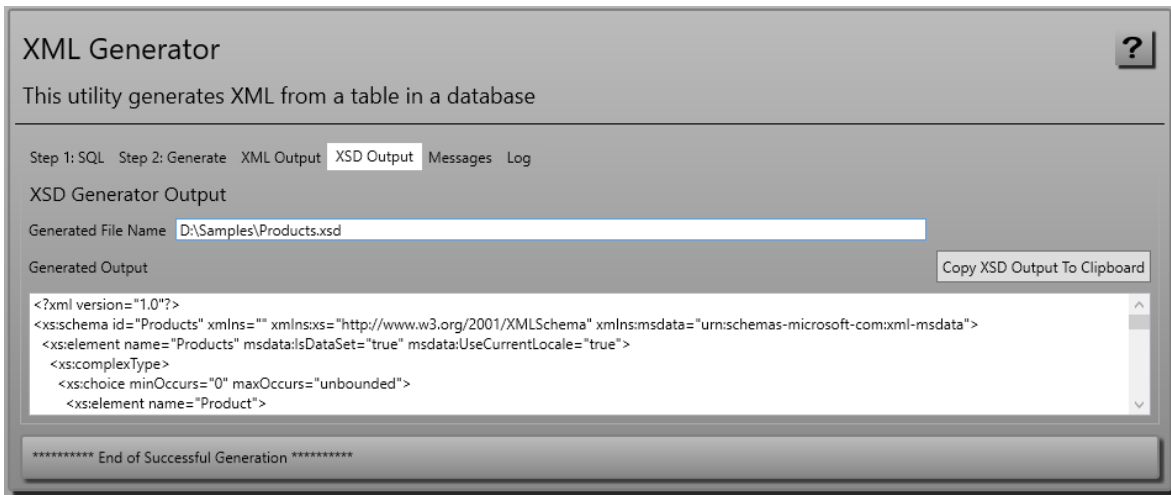 XML Generator
?
This utility generates XML from a table in a database
Step 1: SQL Step 2: Generate XML Output XSD Output Messages Log
XSD Generator Output
Generated File Name D:\Samples\Products.xsd
Generated Output Copy XSD Output To Clipboard
<?xml version="1.0"?>
<xs:schema id="Products" xmlns="" xmlns:xs="http://www.w3.org/2001/XMLSchema" xmlns:msdata="urn:schemas-microsoft-com:xml-msdata">
<xs:element name="Products" msdata:IsDataSet="true" msdata:UseCurrentLocale="true">
<xs:complexType>
<xs:choice minOccurs="0" maxOccurs="unbounded">
<xs:element name="Product">
********** End of Successful Generation **********